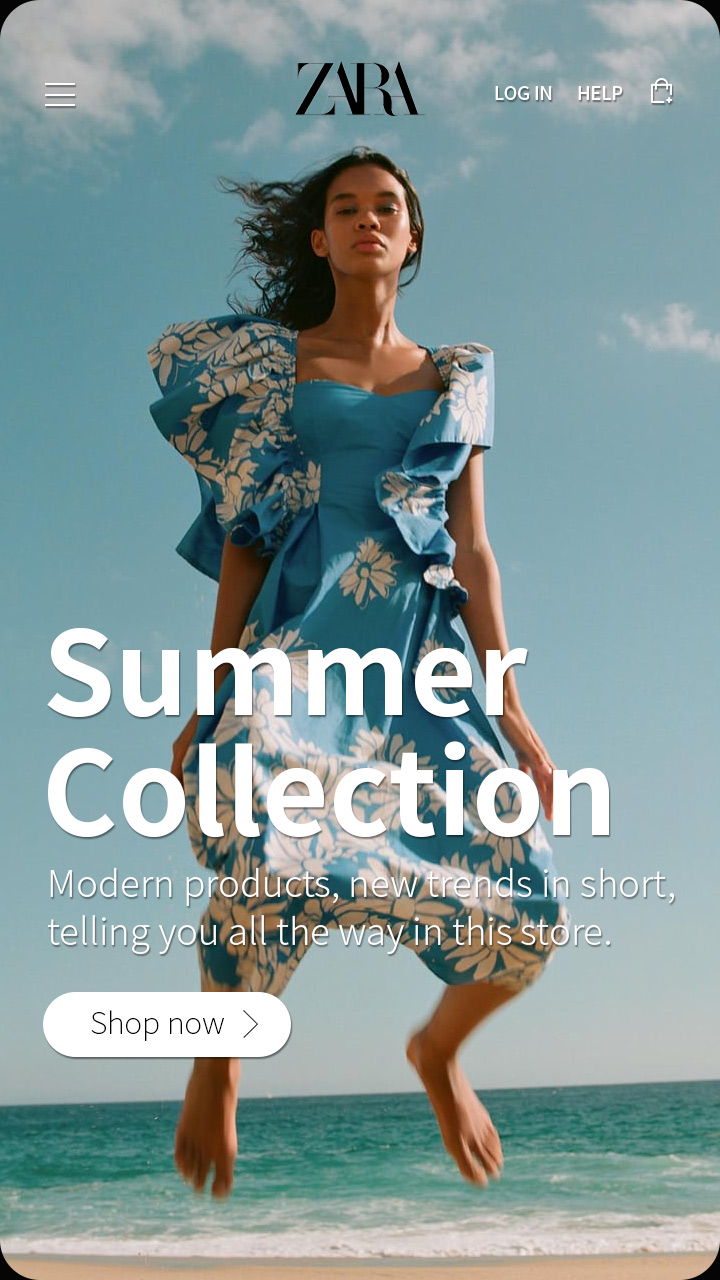 ZARA
LOG IN HELP
Summer
Collection
Modern products, new trends in short,
telling you all the way in this store.
Shop now